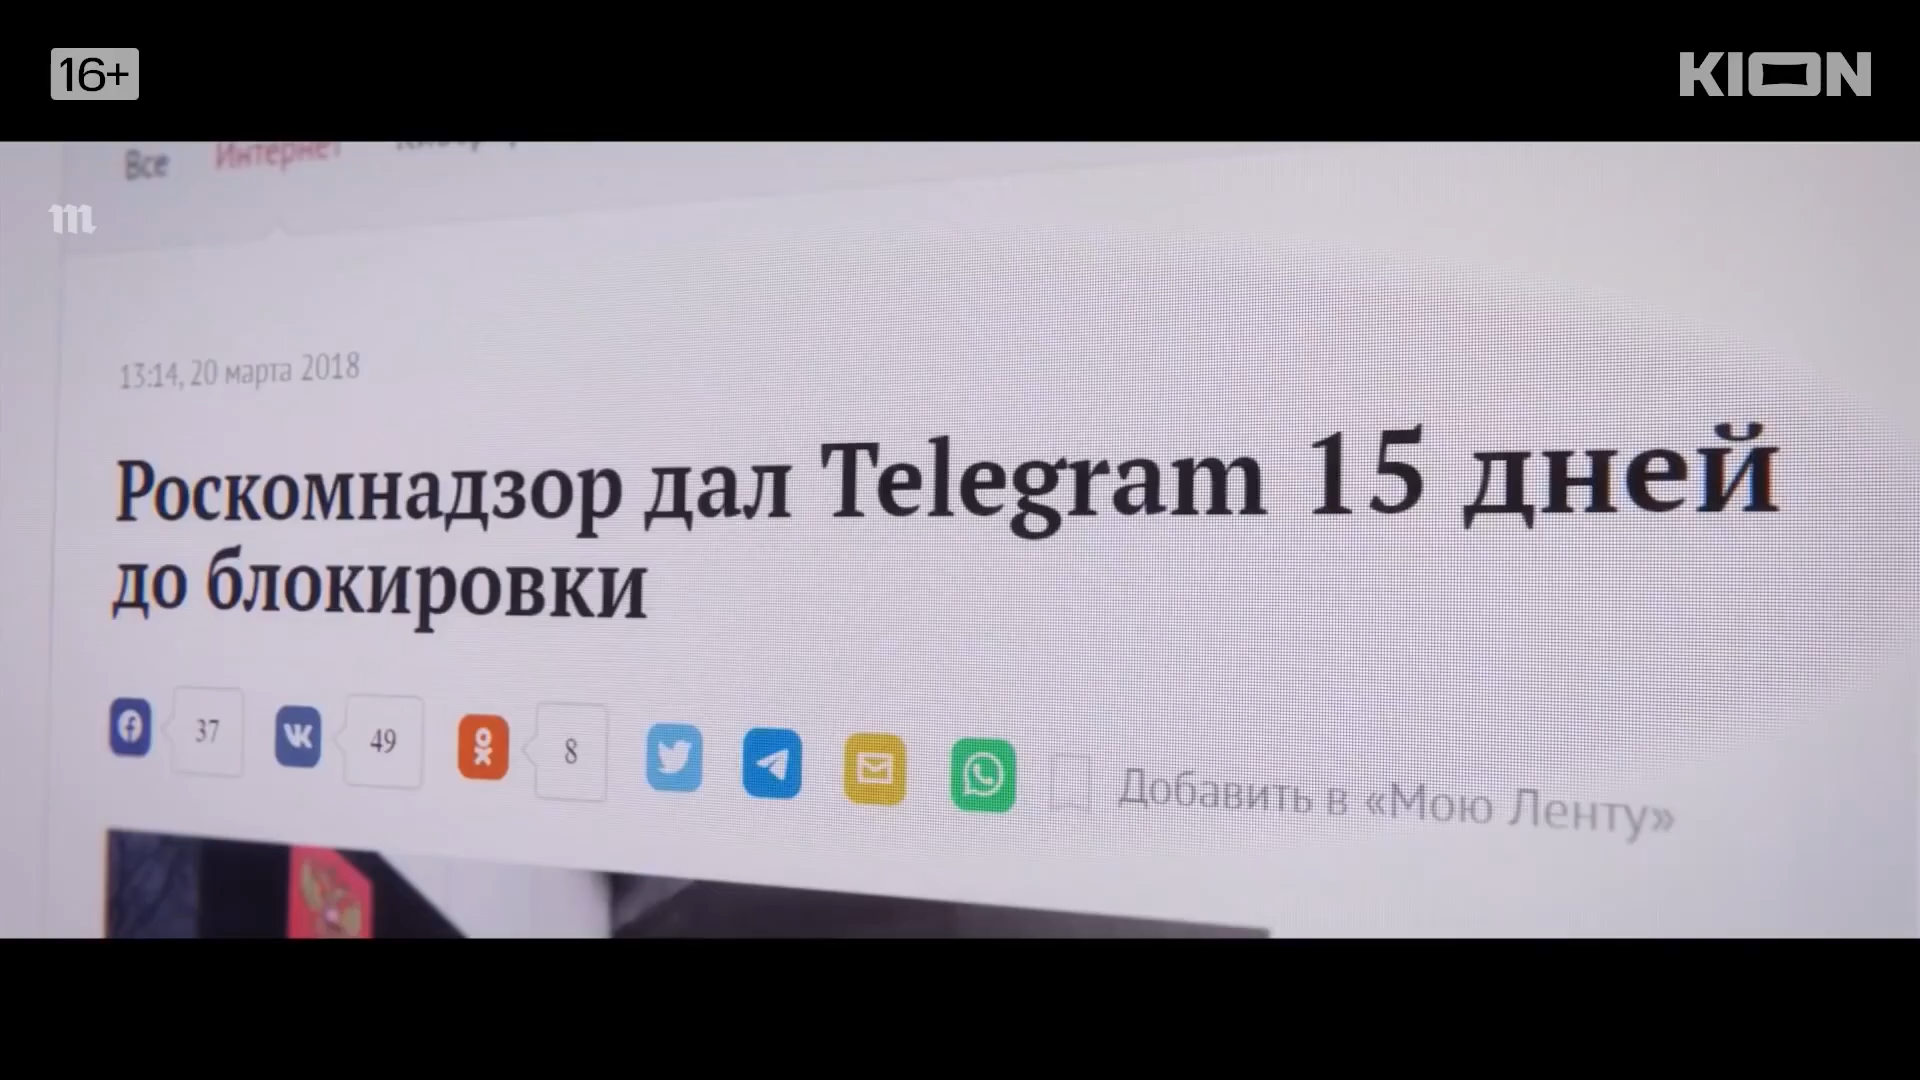 16+
KION
Все Интернет
m
13:14, 20 марта 2018
Роскомнадзор дал Telegram 15 дней
до блокировки
37 49 8 Добавить в «Мою Ленту»